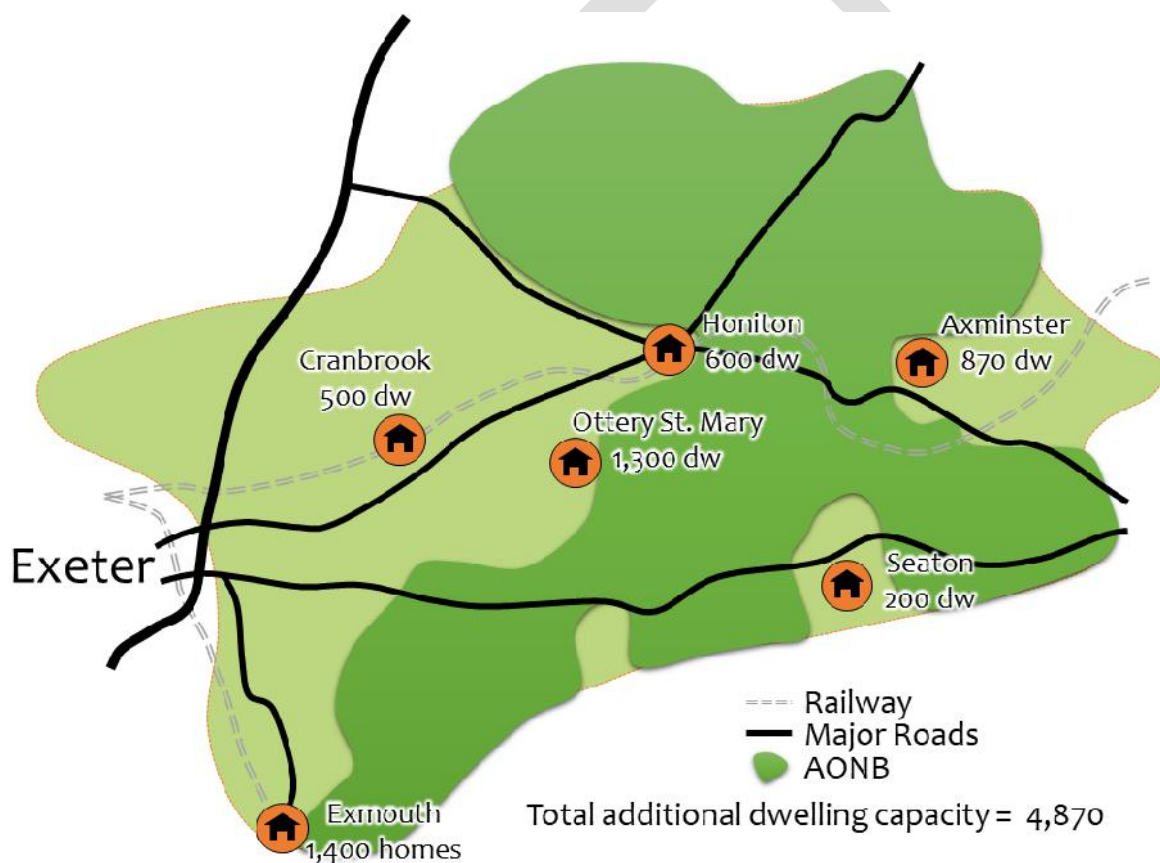 Honiton
600 dw
Axminster
870 dw
Cranbrook
500 dw
Ottery St. Mary
1,300 dw
Exeter
Seaton
200 dw
Railway
Major Roads
AONB
Exmouth
1,400 homes
Total additional dwelling capacity = 4,870